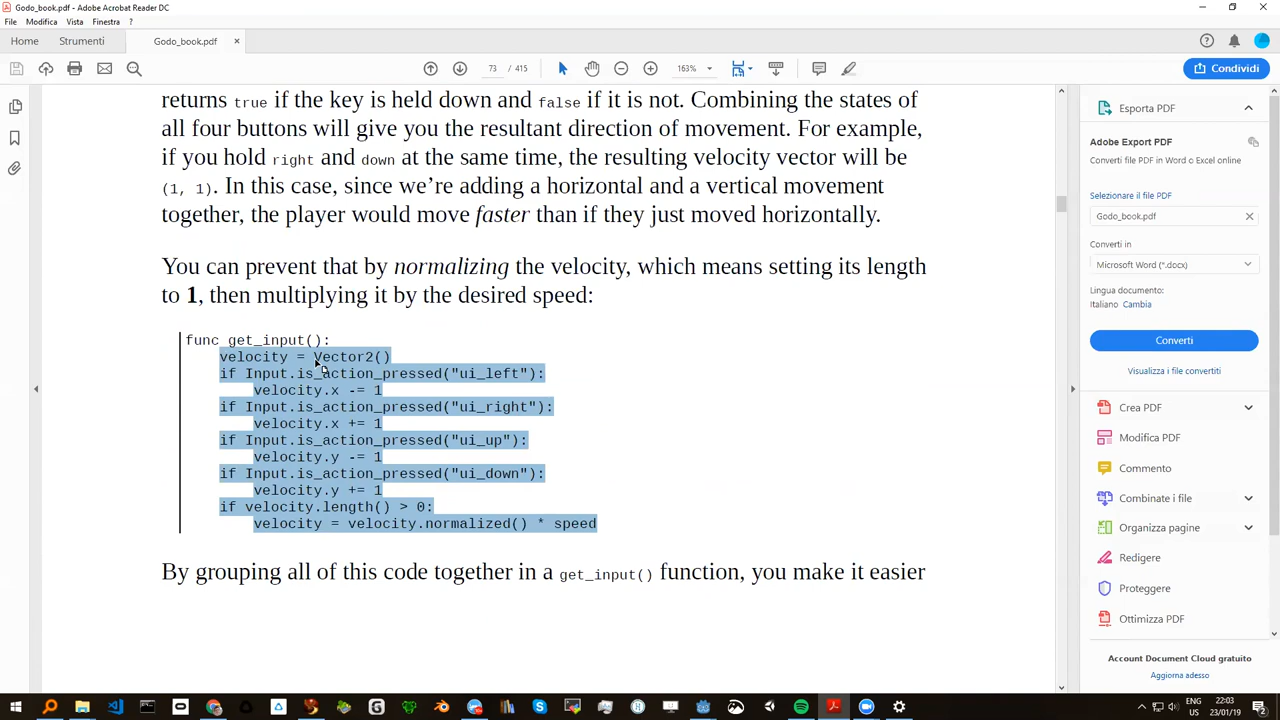 Godo_book.pdf - Adobe Acrobat Reader DC
File Modifica Vista Finestra ?
Home Strumenti Godo_book.pdf ×
73 / 415 163% Condividi
returns true if the key is held down and false if it is not. Combining the states of
all four buttons will give you the resultant direction of movement. For example,
if you hold right and down at the same time, the resulting velocity vector will be
(1, 1). In this case, since we’re adding a horizontal and a vertical movement
together, the player would move faster than if they just moved horizontally.
You can prevent that by normalizing the velocity, which means setting its length
to 1, then multiplying it by the desired speed:
func get_input():
    velocity = Vector2()
    if Input.is_action_pressed("ui_left"):
        velocity.x -= 1
    if Input.is_action_pressed("ui_right"):
        velocity.x += 1
    if Input.is_action_pressed("ui_up"):
        velocity.y -= 1
    if Input.is_action_pressed("ui_down"):
        velocity.y += 1
    if velocity.length() > 0:
        velocity = velocity.normalized() * speed
By grouping all of this code together in a get_input() function, you make it easier
Esporta PDF
Adobe Export PDF
Converti file PDF in Word o Excel online
Selezionare il file PDF
Godo_book.pdf
Converti in
Microsoft Word (*.docx)
Lingua documento:
Italiano Cambia
Converti
Visualizza i file convertiti
Crea PDF
Modifica PDF
Commento
Combinate i file
Organizza pagine
Redigere
Proteggere
Ottimizza PDF
Account Document Cloud gratuito
Aggiorna adesso
ENG 22:03
US 23/01/19
2